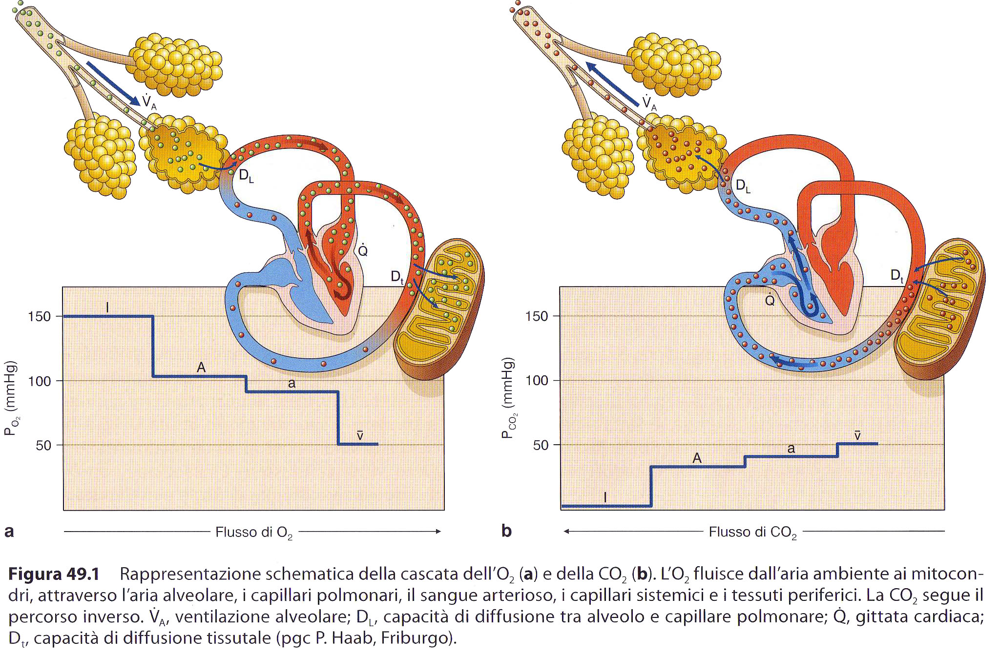 V̇A
DL
Q̇
Dt
I
A
a
v̄
150
100
50
PO2 (mmHg)
a
Flusso di O2
V̇A
DL
Q̇
Dt
I
A
a
v̄
150
100
50
PCO2 (mmHg)
b
Flusso di CO2
Figura 49.1 Rappresentazione schematica della cascata dell’O2 (a) e della CO2 (b). L’O2 fluisce dall’aria ambiente ai mitocon-
dri, attraverso l’aria alveolare, i capillari polmonari, il sangue arterioso, i capillari sistemici e i tessuti periferici. La CO2 segue il
percorso inverso. V̇A, ventilazione alveolare; DL, capacità di diffusione tra alveolo e capillare polmonare; Q̇, gittata cardiaca;
Dt, capacità di diffusione tissutale (pgc P. Haab, Friburgo).